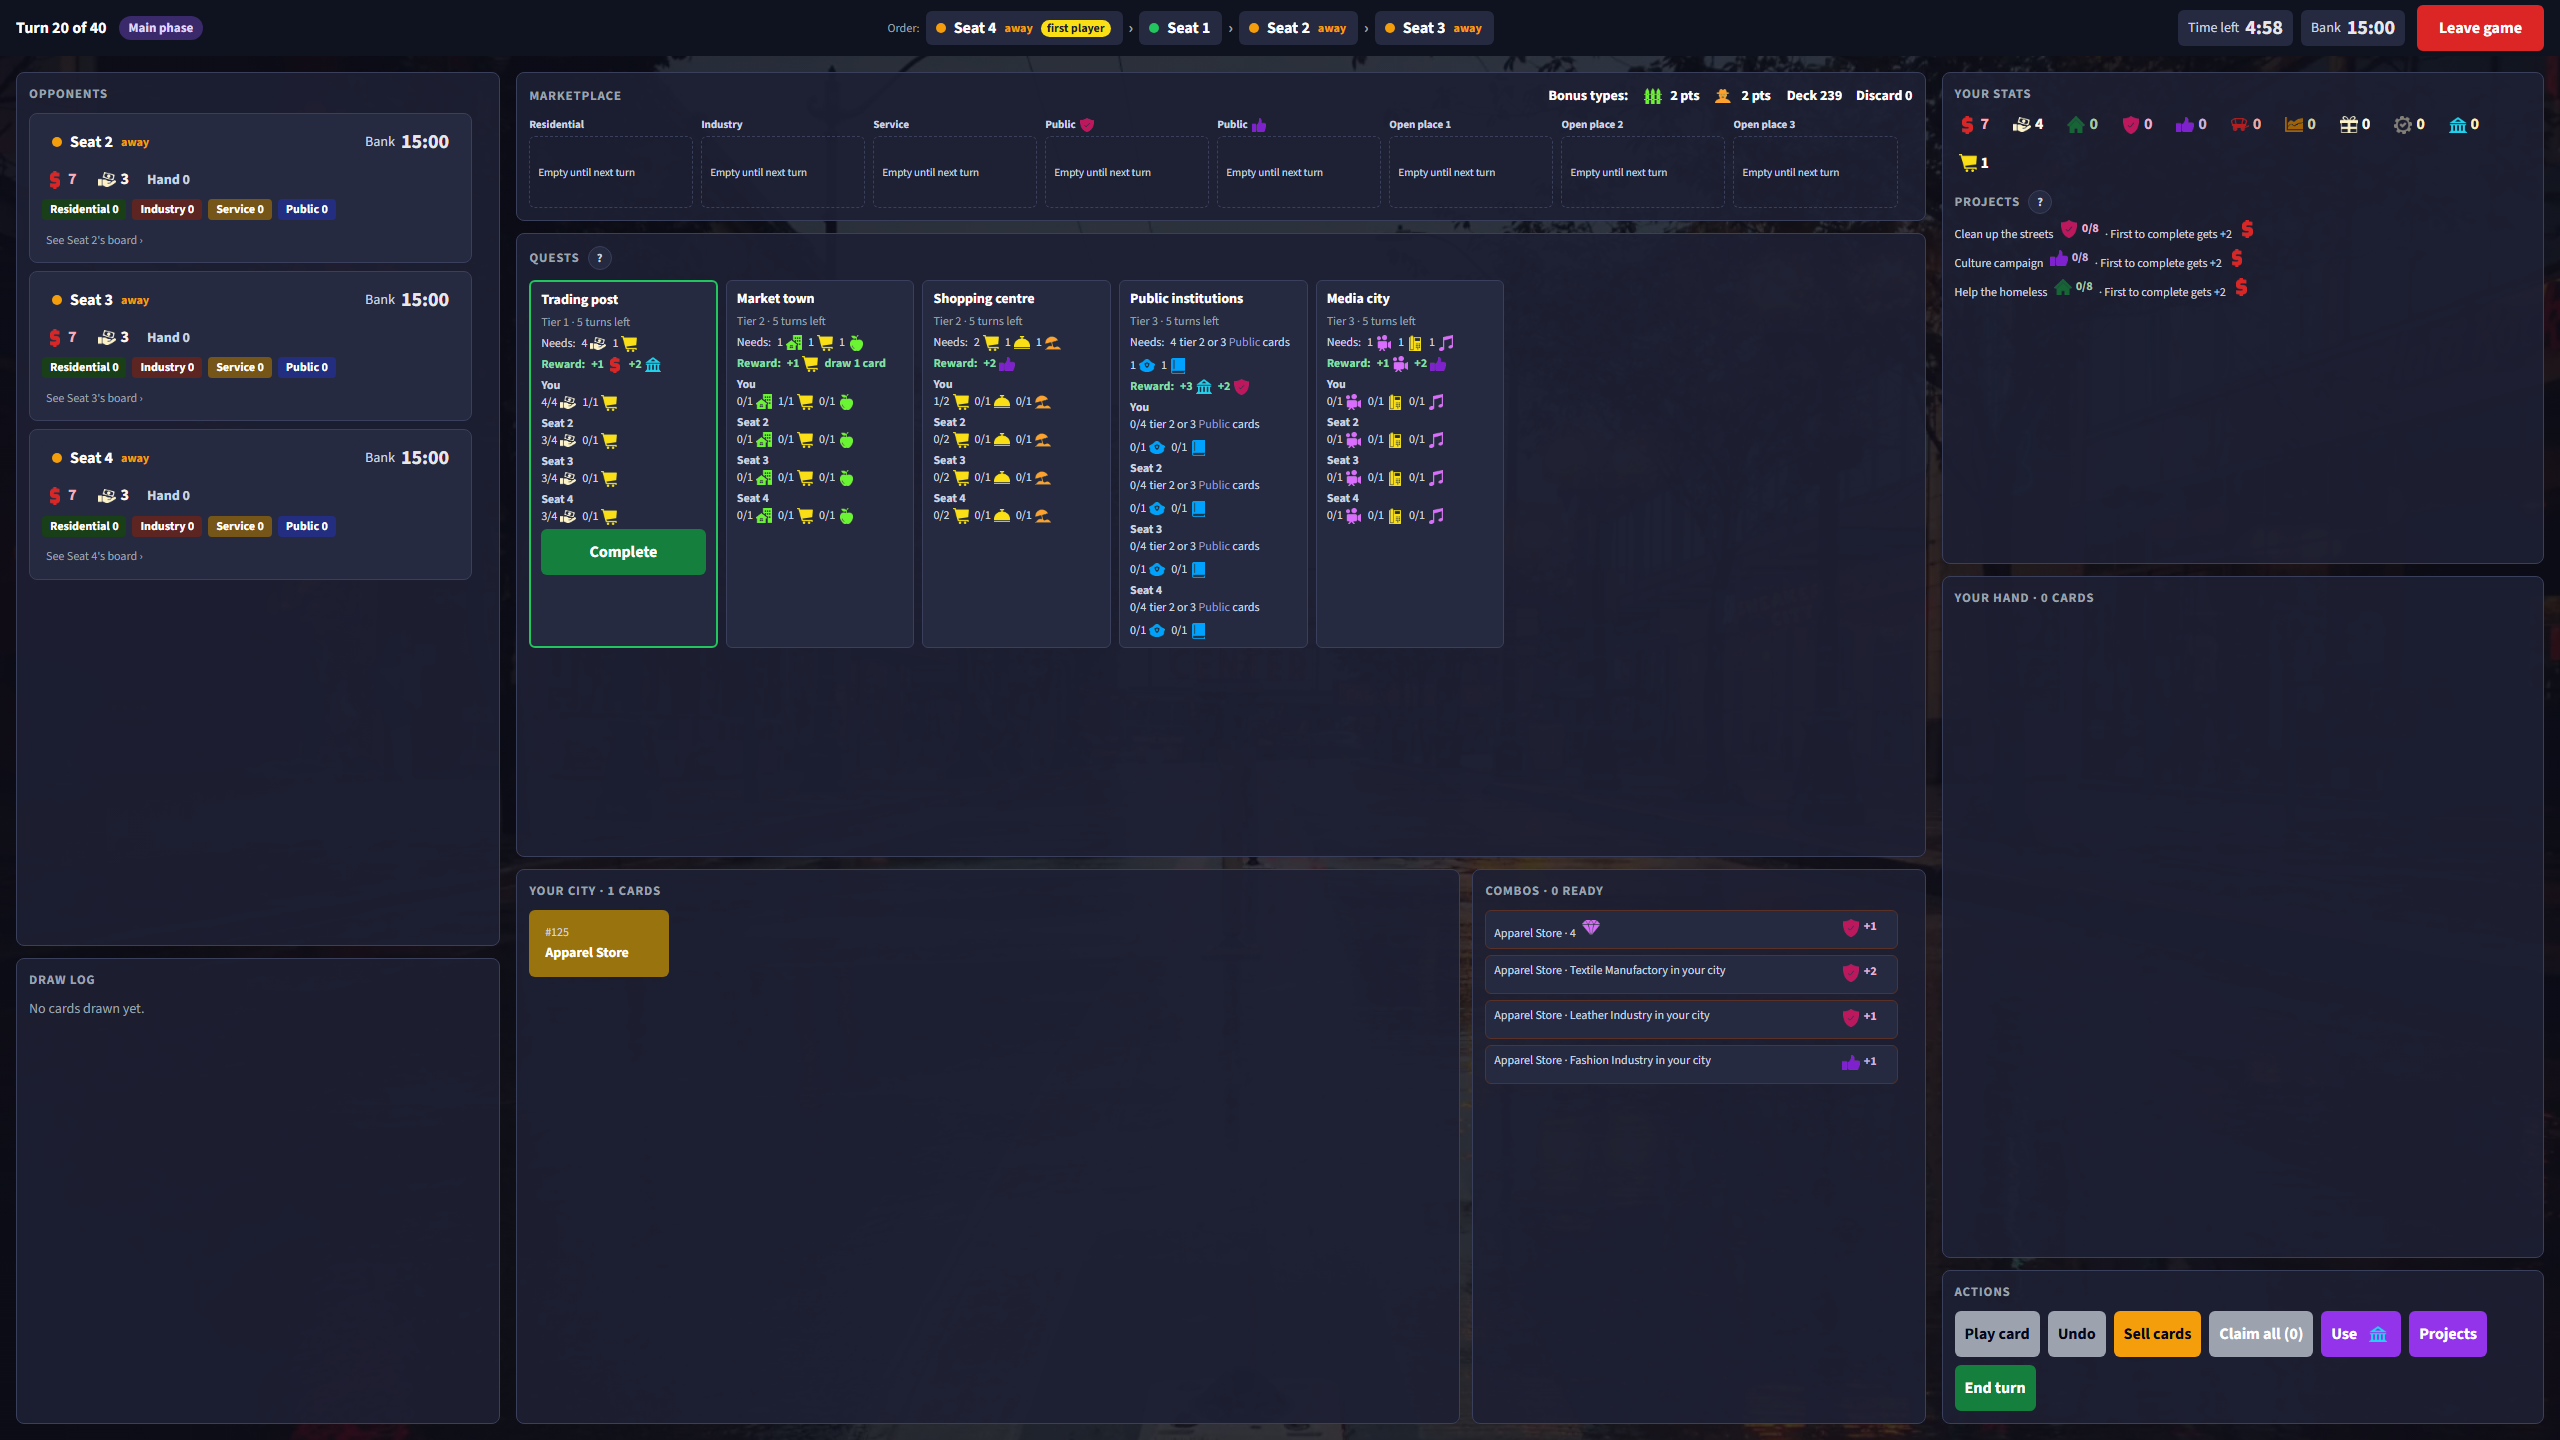 Turn 20 of 40 Main phase
Order: Seat 4 away first player › Seat 1 › Seat 2 away › Seat 3 away
Time left 4:58 Bank 15:00 Leave game
OPPONENTS
Seat 2 away Bank 15:00
7 3 Hand 0
Residential 0 Industry 0 Service 0 Public 0
See Seat 2's board ›
Seat 3 away Bank 15:00
7 3 Hand 0
Residential 0 Industry 0 Service 0 Public 0
See Seat 3's board ›
Seat 4 away Bank 15:00
7 3 Hand 0
Residential 0 Industry 0 Service 0 Public 0
See Seat 4's board ›
DRAW LOG
No cards drawn yet.
MARKETPLACE
Bonus types: 2 pts 2 pts Deck 239 Discard 0
Residential Industry Service Public Public Open place 1 Open place 2 Open place 3
Empty until next turn Empty until next turn Empty until next turn Empty until next turn Empty until next turn Empty until next turn Empty until next turn Empty until next turn
QUESTS ?
Trading post
Tier 1 · 5 turns left
Needs: 4 1
Reward: +1 +2
You
4/4 1/1
Seat 2
3/4 0/1
Seat 3
3/4 0/1
Seat 4
3/4 0/1
Complete
Market town
Tier 2 · 5 turns left
Needs: 1 1 1
Reward: +1 draw 1 card
You
0/1 1/1 0/1
Seat 2
0/1 0/1 0/1
Seat 3
0/1 0/1 0/1
Seat 4
0/1 0/1 0/1
Shopping centre
Tier 2 · 5 turns left
Needs: 2 1 1
Reward: +2
You
1/2 0/1 0/1
Seat 2
0/2 0/1 0/1
Seat 3
0/2 0/1 0/1
Seat 4
0/2 0/1 0/1
Public institutions
Tier 3 · 5 turns left
Needs: 4 tier 2 or 3 Public cards
1 1
Reward: +3 +2
You
0/4 tier 2 or 3 Public cards
0/1 0/1
Seat 2
0/4 tier 2 or 3 Public cards
0/1 0/1
Seat 3
0/4 tier 2 or 3 Public cards
0/1 0/1
Seat 4
0/4 tier 2 or 3 Public cards
0/1 0/1
Media city
Tier 3 · 5 turns left
Needs: 1 1 1
Reward: +1 +2
You
0/1 0/1 0/1
Seat 2
0/1 0/1 0/1
Seat 3
0/1 0/1 0/1
Seat 4
0/1 0/1 0/1
YOUR CITY · 1 CARDS
#125
Apparel Store
COMBOS · 0 READY
Apparel Store · 4 +1
Apparel Store · Textile Manufactory in your city +2
Apparel Store · Leather Industry in your city +1
Apparel Store · Fashion Industry in your city +1
YOUR STATS
7 4 0 0 0 0 0 0 0 0
1
PROJECTS ?
Clean up the streets 0/8 · First to complete gets +2
Culture campaign 0/8 · First to complete gets +2
Help the homeless 0/8 · First to complete gets +2
YOUR HAND · 0 CARDS
ACTIONS
Play card Undo Sell cards Claim all (0) Use Projects
End turn